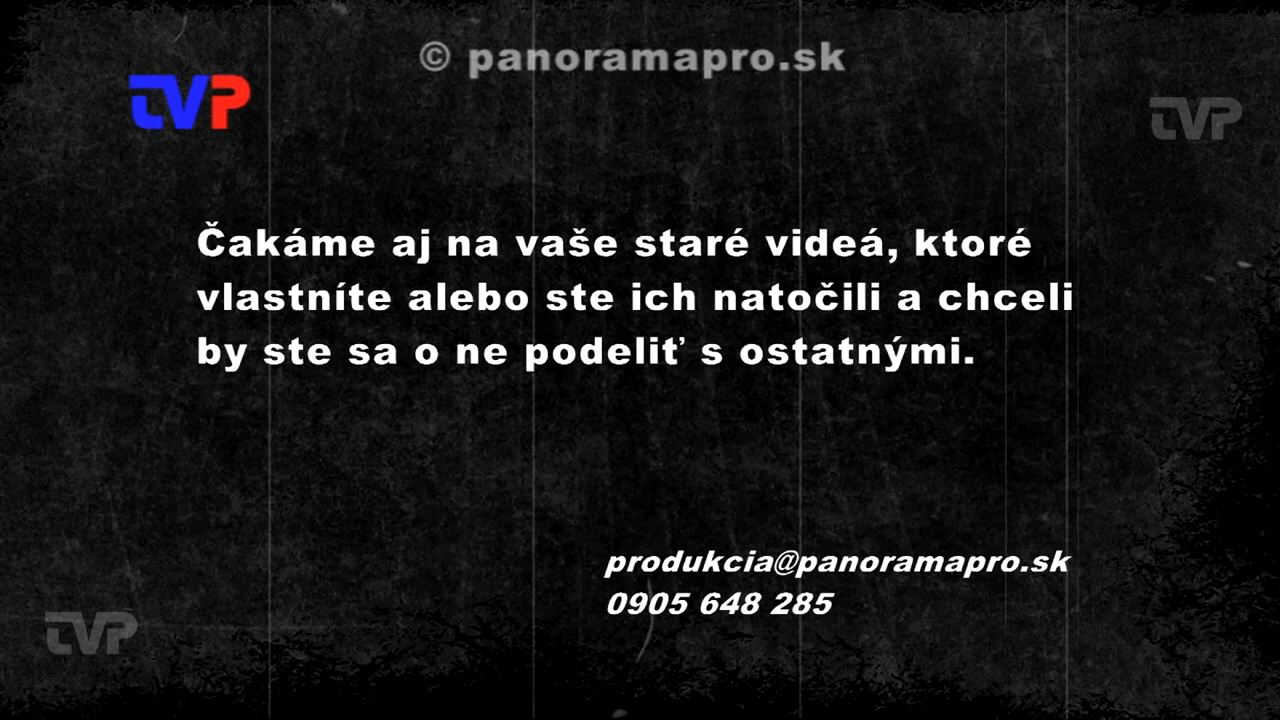 © panoramapro.sk
TVP
TVP
Čakáme aj na vaše staré videá, ktoré
vlastníte alebo ste ich natočili a chceli
by ste sa o ne podeliť s ostatnými.
produkcia@panoramapro.sk
0905 648 285
TVP